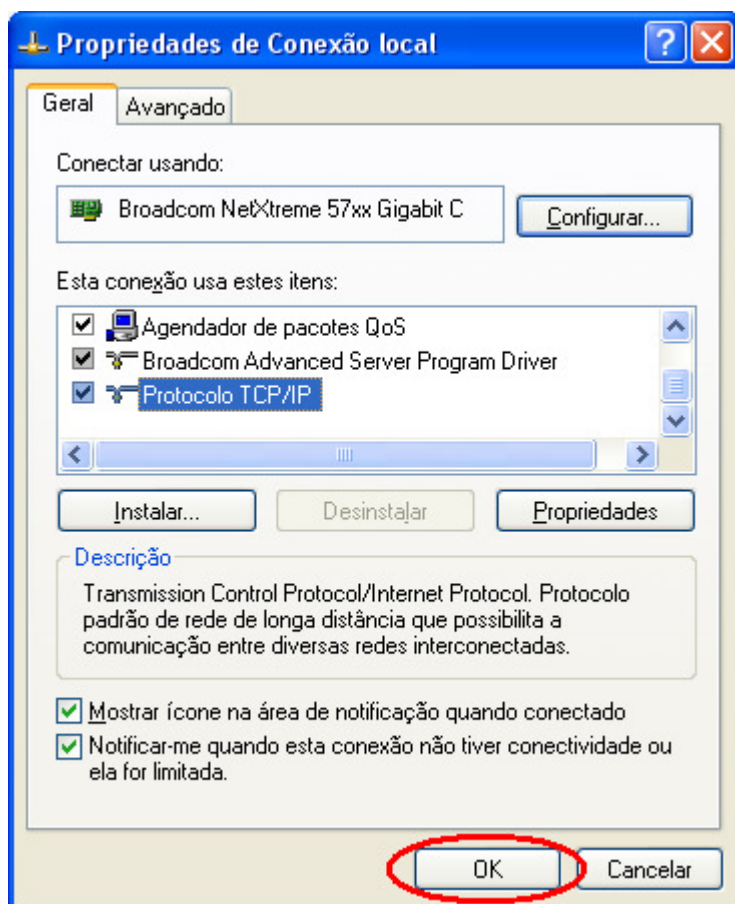 Propriedades de Conexão local
Geral
Avançado
Conectar usando:
Broadcom NetXtreme 57xx Gigabit C
Configurar...
Esta conexão usa estes itens:
Agendador de pacotes QoS
Broadcom Advanced Server Program Driver
Protocolo TCP/IP
Instalar...
Desinstalar
Propriedades
Descrição
Transmission Control Protocol/Internet Protocol. Protocolo
padrão de rede de longa distância que possibilita a
comunicação entre diversas redes interconectadas.
Mostrar ícone na área de notificação quando conectado
Notificar-me quando esta conexão não tiver conectividade ou
ela for limitada.
OK
Cancelar